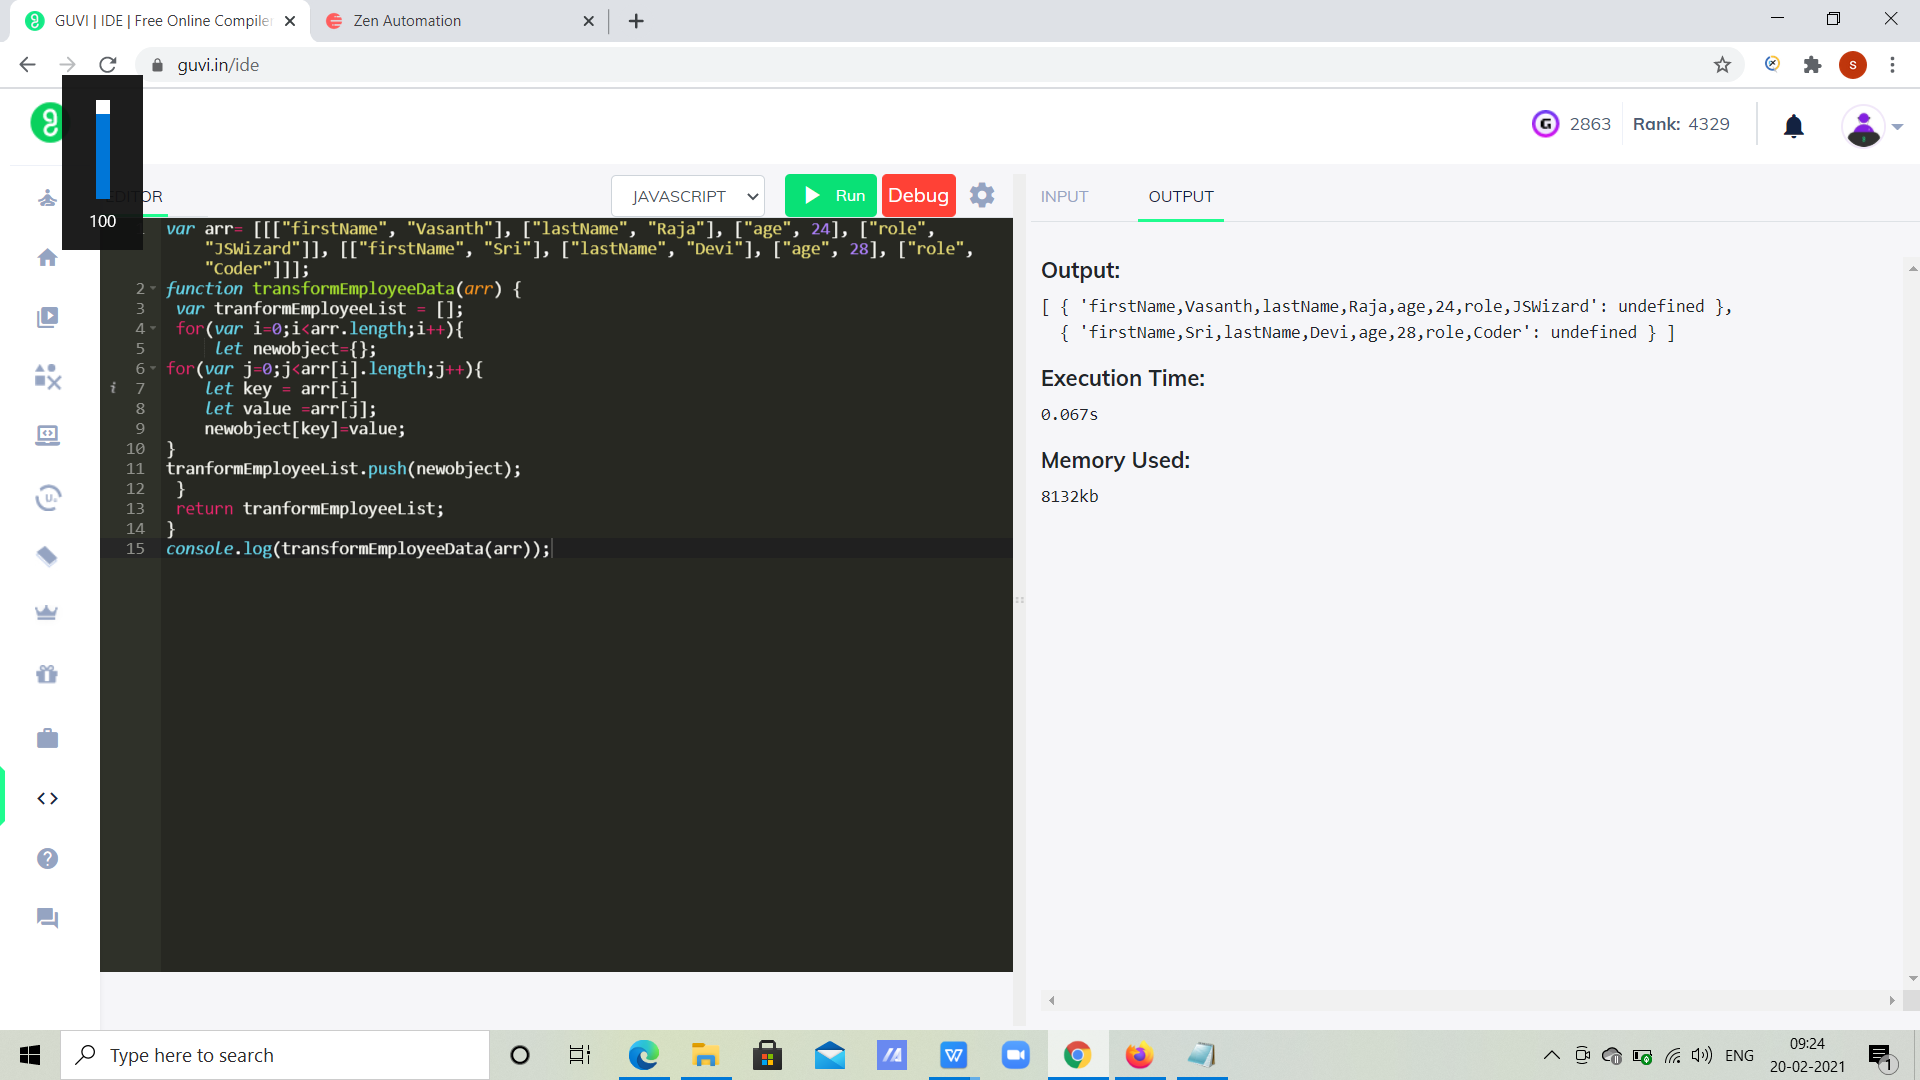 GUVI | IDE | Free Online Compiler
Zen Automation
guvi.in/ide
S
100
G 2863 Rank: 4329
EDITOR
JAVASCRIPT
Run
Debug
INPUT
OUTPUT
var arr= [[["firstName", "Vasanth"], ["lastName", "Raja"], ["age", 24], ["role",
"JSWizard"]], [["firstName", "Sri"], ["lastName", "Devi"], ["age", 28], ["role",
"Coder"]]];
2 function transformEmployeeData(arr) {
3 var tranformEmployeeList = [];
4 for(var i=0;i<arr.length;i++){
5 let newobject={};
6 for(var j=0;j<arr[i].length;j++){
i 7 let key = arr[i]
8 let value =arr[j];
9 newobject[key]=value;
10 }
11 tranformEmployeeList.push(newobject);
12 }
13 return tranformEmployeeList;
14 }
15 console.log(transformEmployeeData(arr));
Output:
[ { 'firstName,Vasanth,lastName,Raja,age,24,role,JSWizard': undefined },
{ 'firstName,Sri,lastName,Devi,age,28,role,Coder': undefined } ]
Execution Time:
0.067s
Memory Used:
8132kb
Type here to search
ENG
09:24
20-02-2021
1